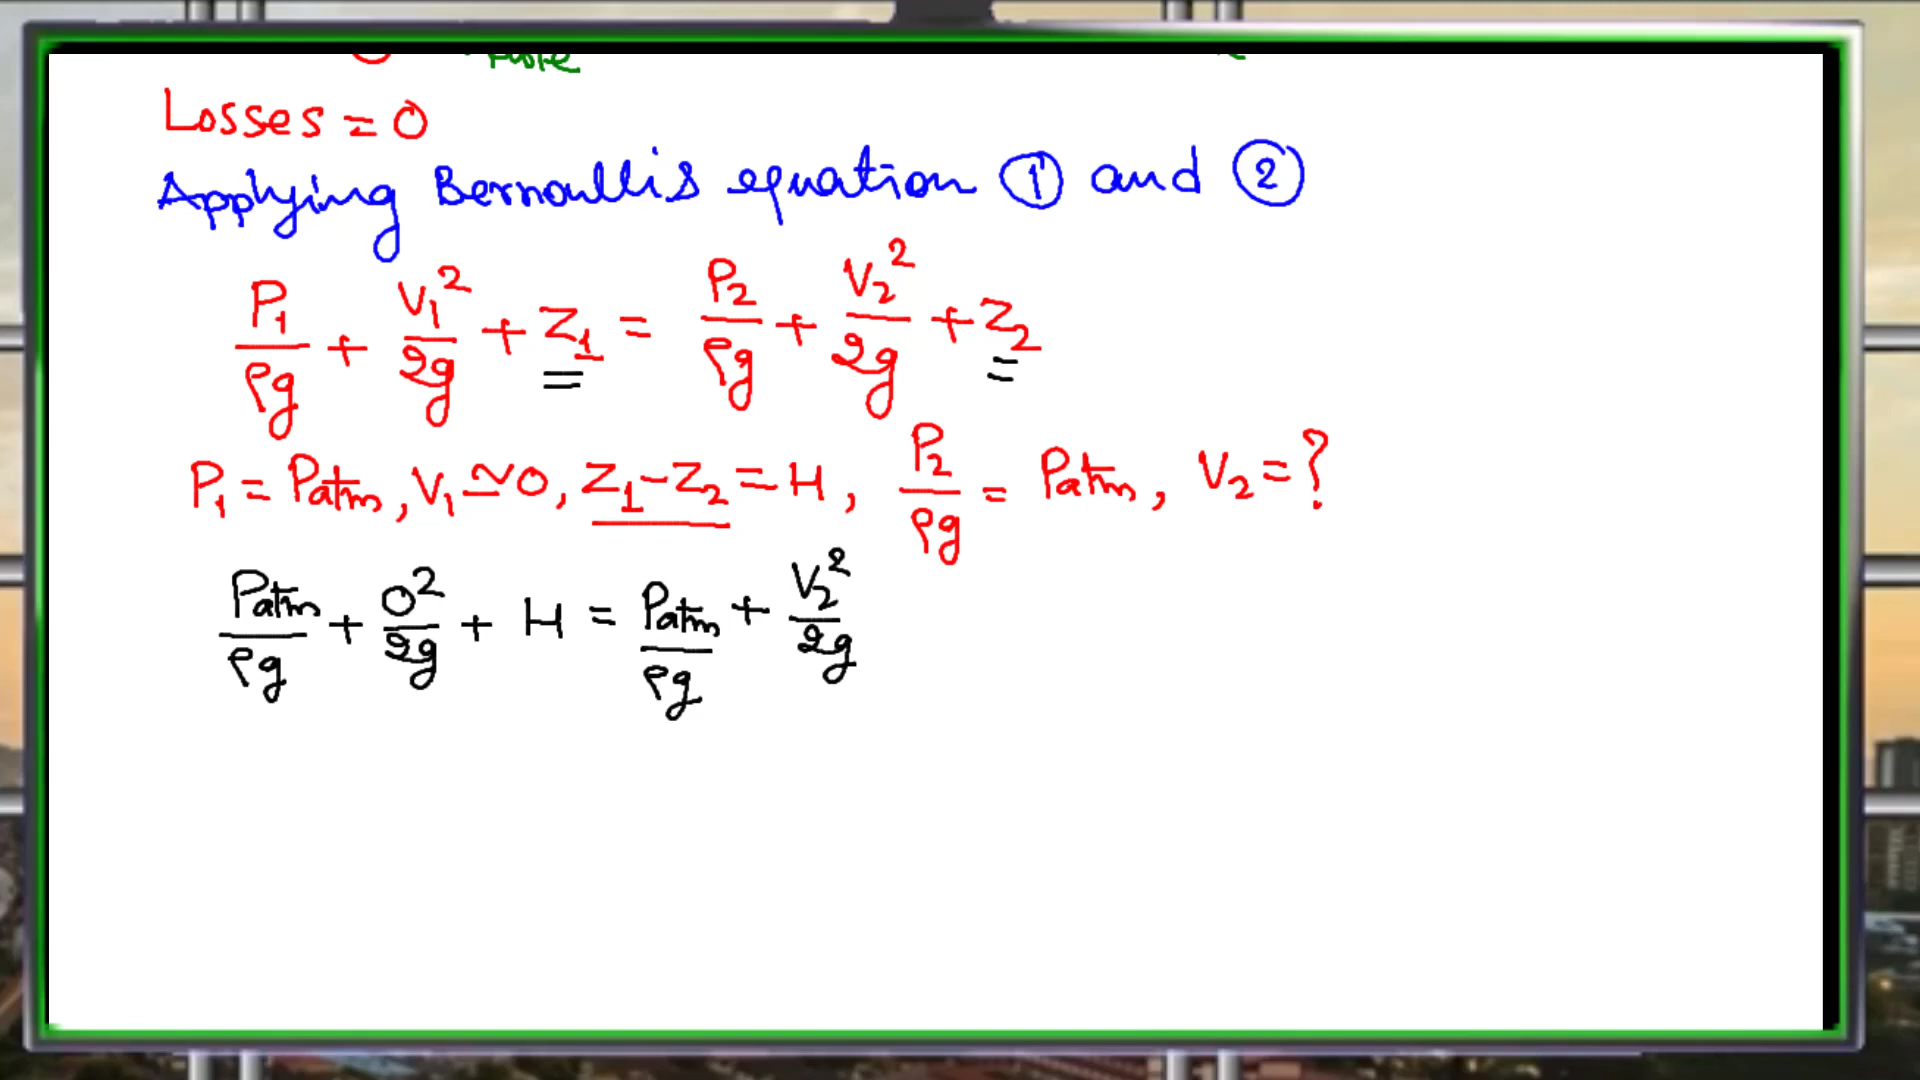 Losses = 0
Applying Bernoullis equation ① and ②
P₁/ρg + V₁²/2g + Z₁ = P₂/ρg + V₂²/2g + Z₂
P₁ = Patm, V₁ ≃ 0, Z₁-Z₂ = H, P₂/ρg = Patm, V₂ = ?
Patm/ρg + 0²/2g + H = Patm/ρg + V₂²/2g